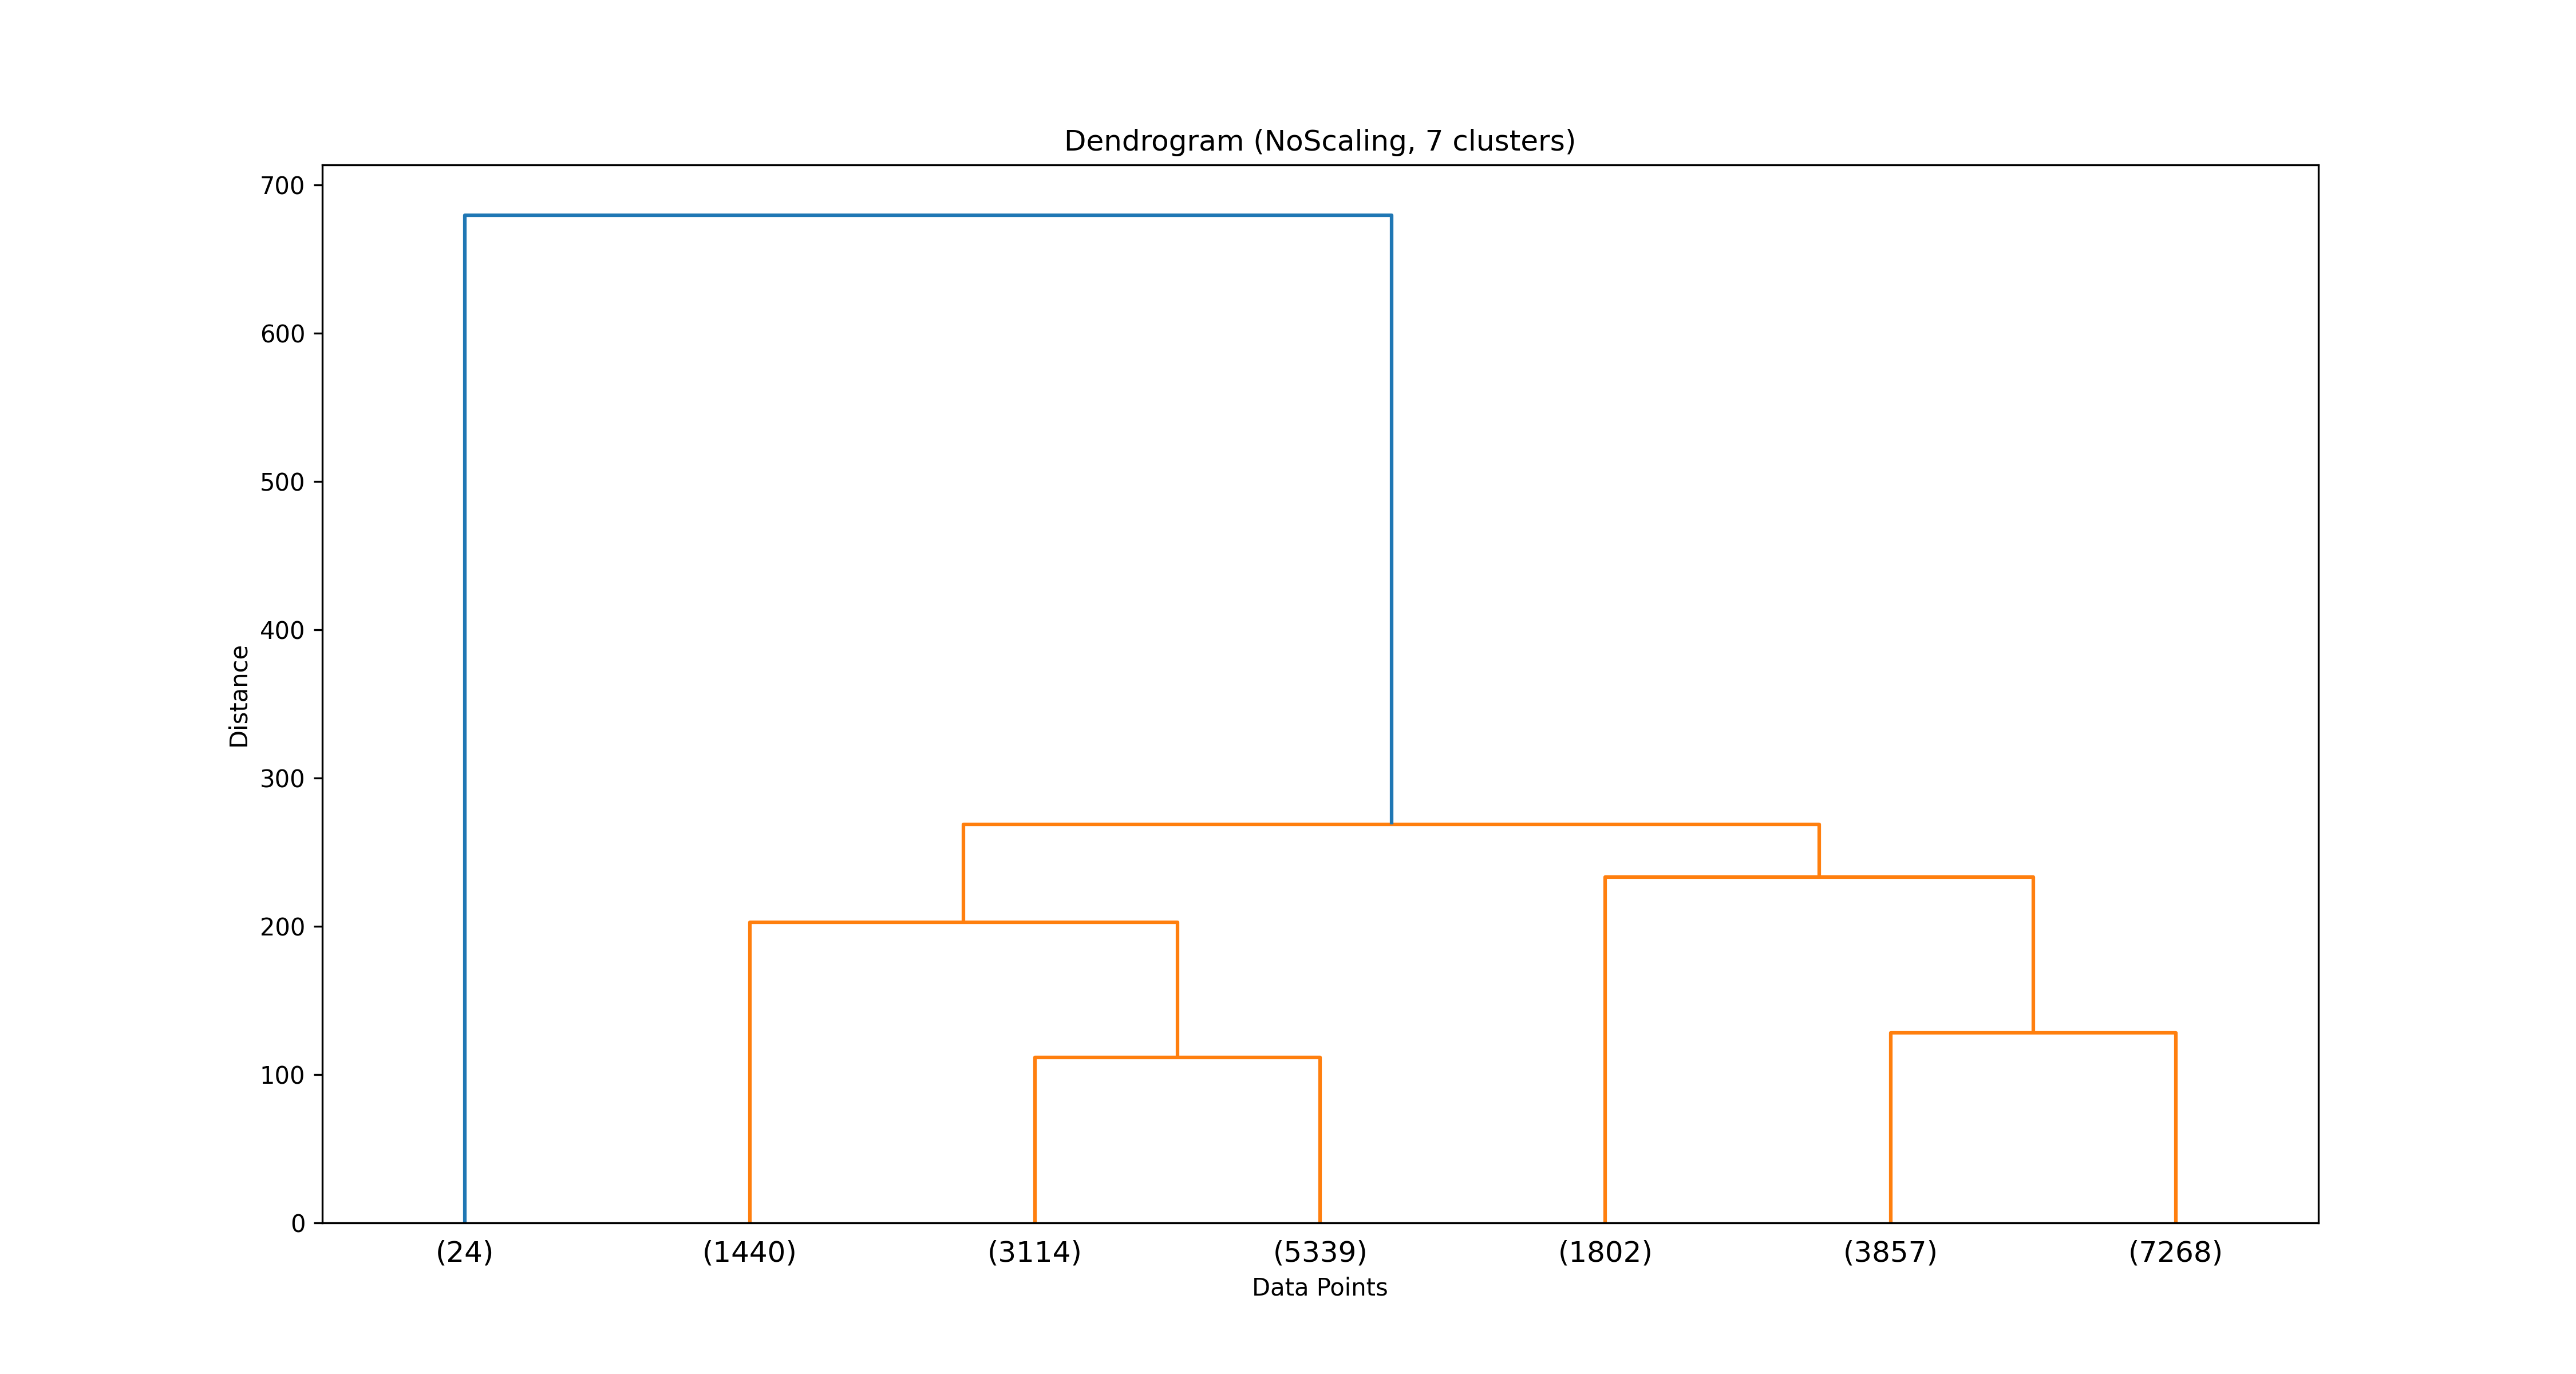 Dendrogram (NoScaling, 7 clusters)
700
600
500
400
300
200
100
0
Distance
(24) (1440) (3114) (5339) (1802) (3857) (7268)
Data Points